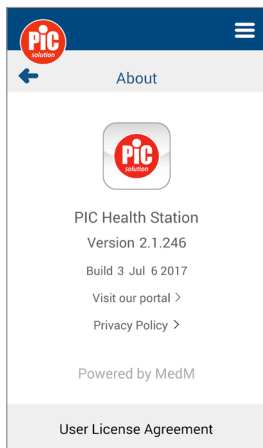 PiC
solution
About
PiC
solution
PIC Health Station
Version 2.1.246
Build 3 Jul 6 2017
Visit our portal >
Privacy Policy >
Powered by MedM
User License Agreement